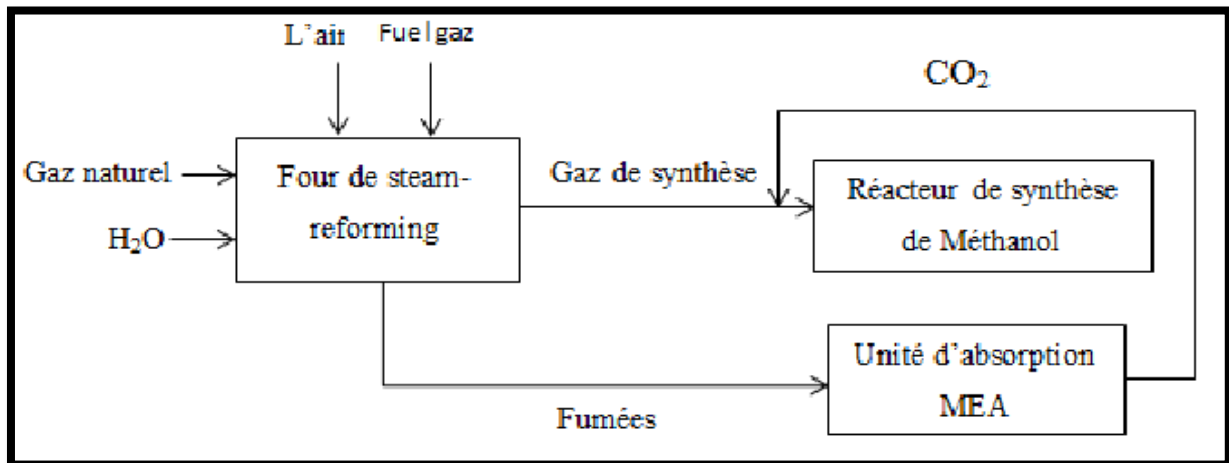 L'air
Fuelgaz
CO₂
Gaz naturel
H₂O
Four de steam-
reforming
Gaz de synthèse
Réacteur de synthèse
de Méthanol
Fumées
Unité d'absorption
MEA